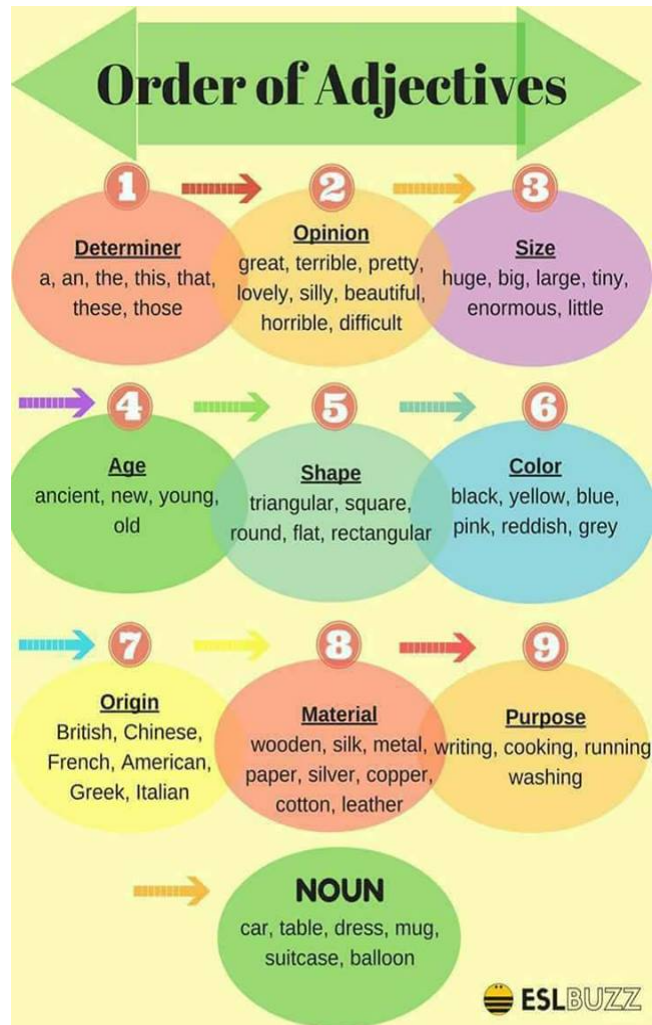 Order of Adjectives
1
Determiner
a, an, the, this, that,
these, those
2
Opinion
great, terrible, pretty,
lovely, silly, beautiful,
horrible, difficult
3
Size
huge, big, large, tiny,
enormous, little
4
Age
ancient, new, young,
old
5
Shape
triangular, square,
round, flat, rectangular
6
Color
black, yellow, blue,
pink, reddish, grey
7
Origin
British, Chinese,
French, American,
Greek, Italian
8
Material
wooden, silk, metal,
paper, silver, copper,
cotton, leather
9
Purpose
writing, cooking, running
washing
NOUN
car, table, dress, mug,
suitcase, balloon
ESLBUZZ